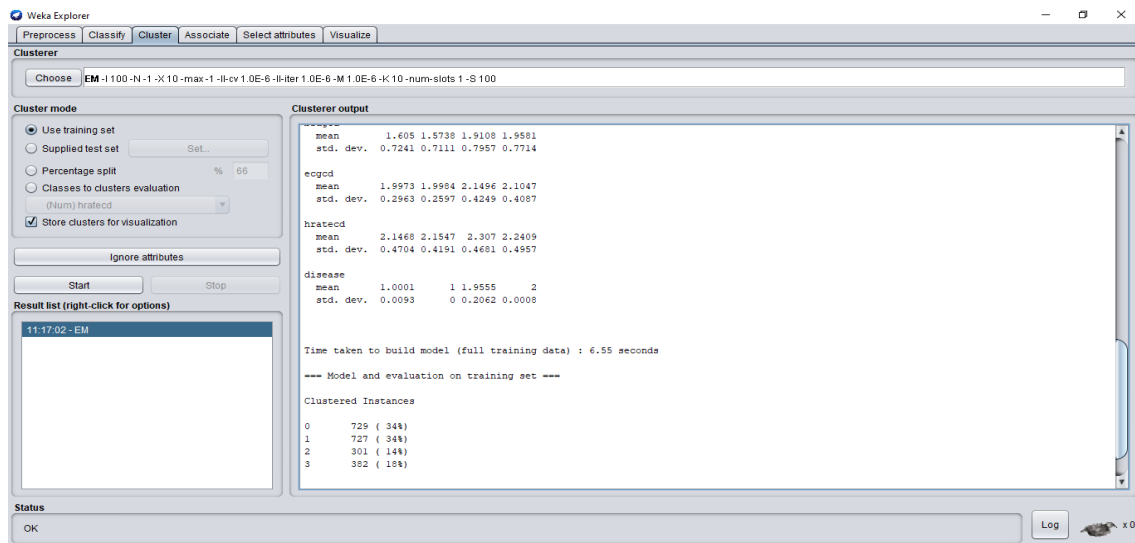 Weka Explorer
Preprocess Classify Cluster Associate Select attributes Visualize
Clusterer
Choose EM -I 100 -N -1 -X 10 -max -1 -ll-cv 1.0E-6 -ll-iter 1.0E-6 -M 1.0E-6 -K 10 -num-slots 1 -S 100
Cluster mode
Use training set
Supplied test set Set...
Percentage split % 66
Classes to clusters evaluation
(Num) hratecd
Store clusters for visualization
Ignore attributes
Start Stop
Result list (right-click for options)
11:17:02 - EM
Clusterer output
mean 1.605 1.5738 1.9108 1.9581
std. dev. 0.7241 0.7111 0.7957 0.7714
ecgcd
mean 1.9973 1.9984 2.1496 2.1047
std. dev. 0.2963 0.2597 0.4249 0.4087
hratecd
mean 2.1468 2.1547 2.307 2.2409
std. dev. 0.4704 0.4191 0.4681 0.4957
disease
mean 1.0001 1 1.9555 2
std. dev. 0.0093 0 0.2062 0.0008
Time taken to build model (full training data) : 6.55 seconds
=== Model and evaluation on training set ===
Clustered Instances
0 729 ( 34%)
1 727 ( 34%)
2 301 ( 14%)
3 382 ( 18%)
Status
OK
Log x 0